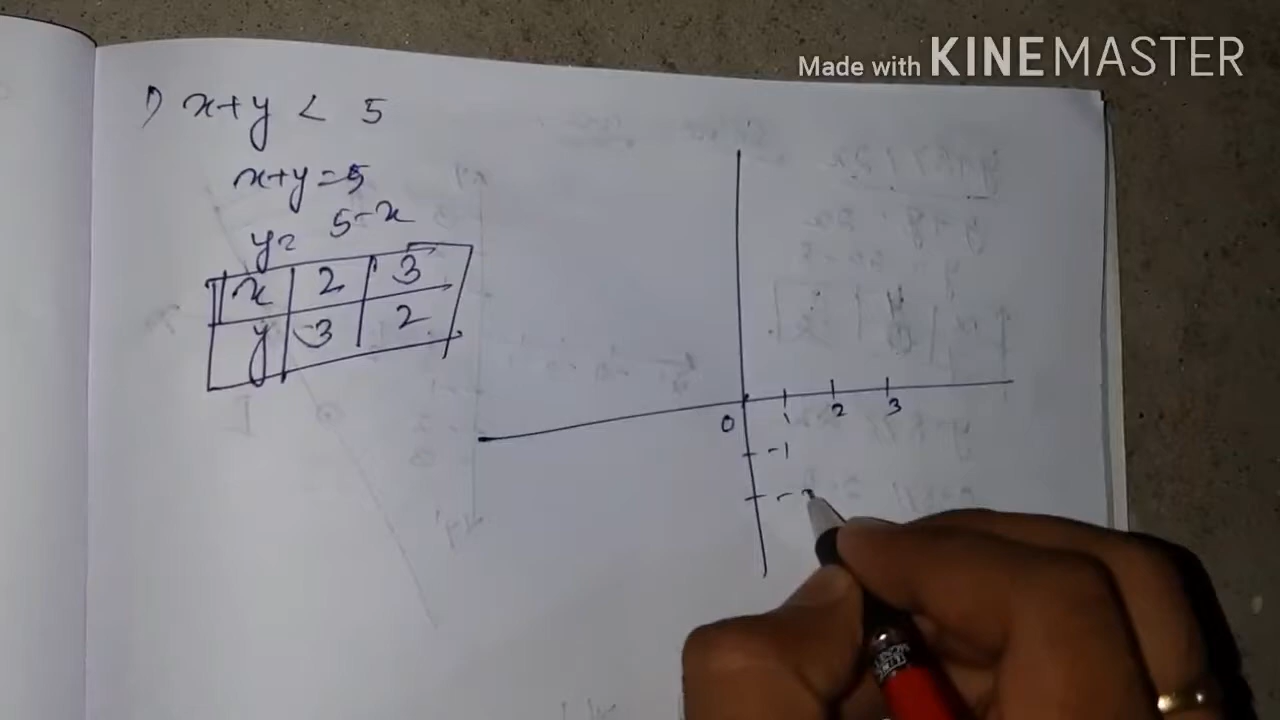 Made with KINEMASTER
1) x+y < 5
x+y=5
y= 5-x
x 2 3
y 3 2
0 1 2 3
-1